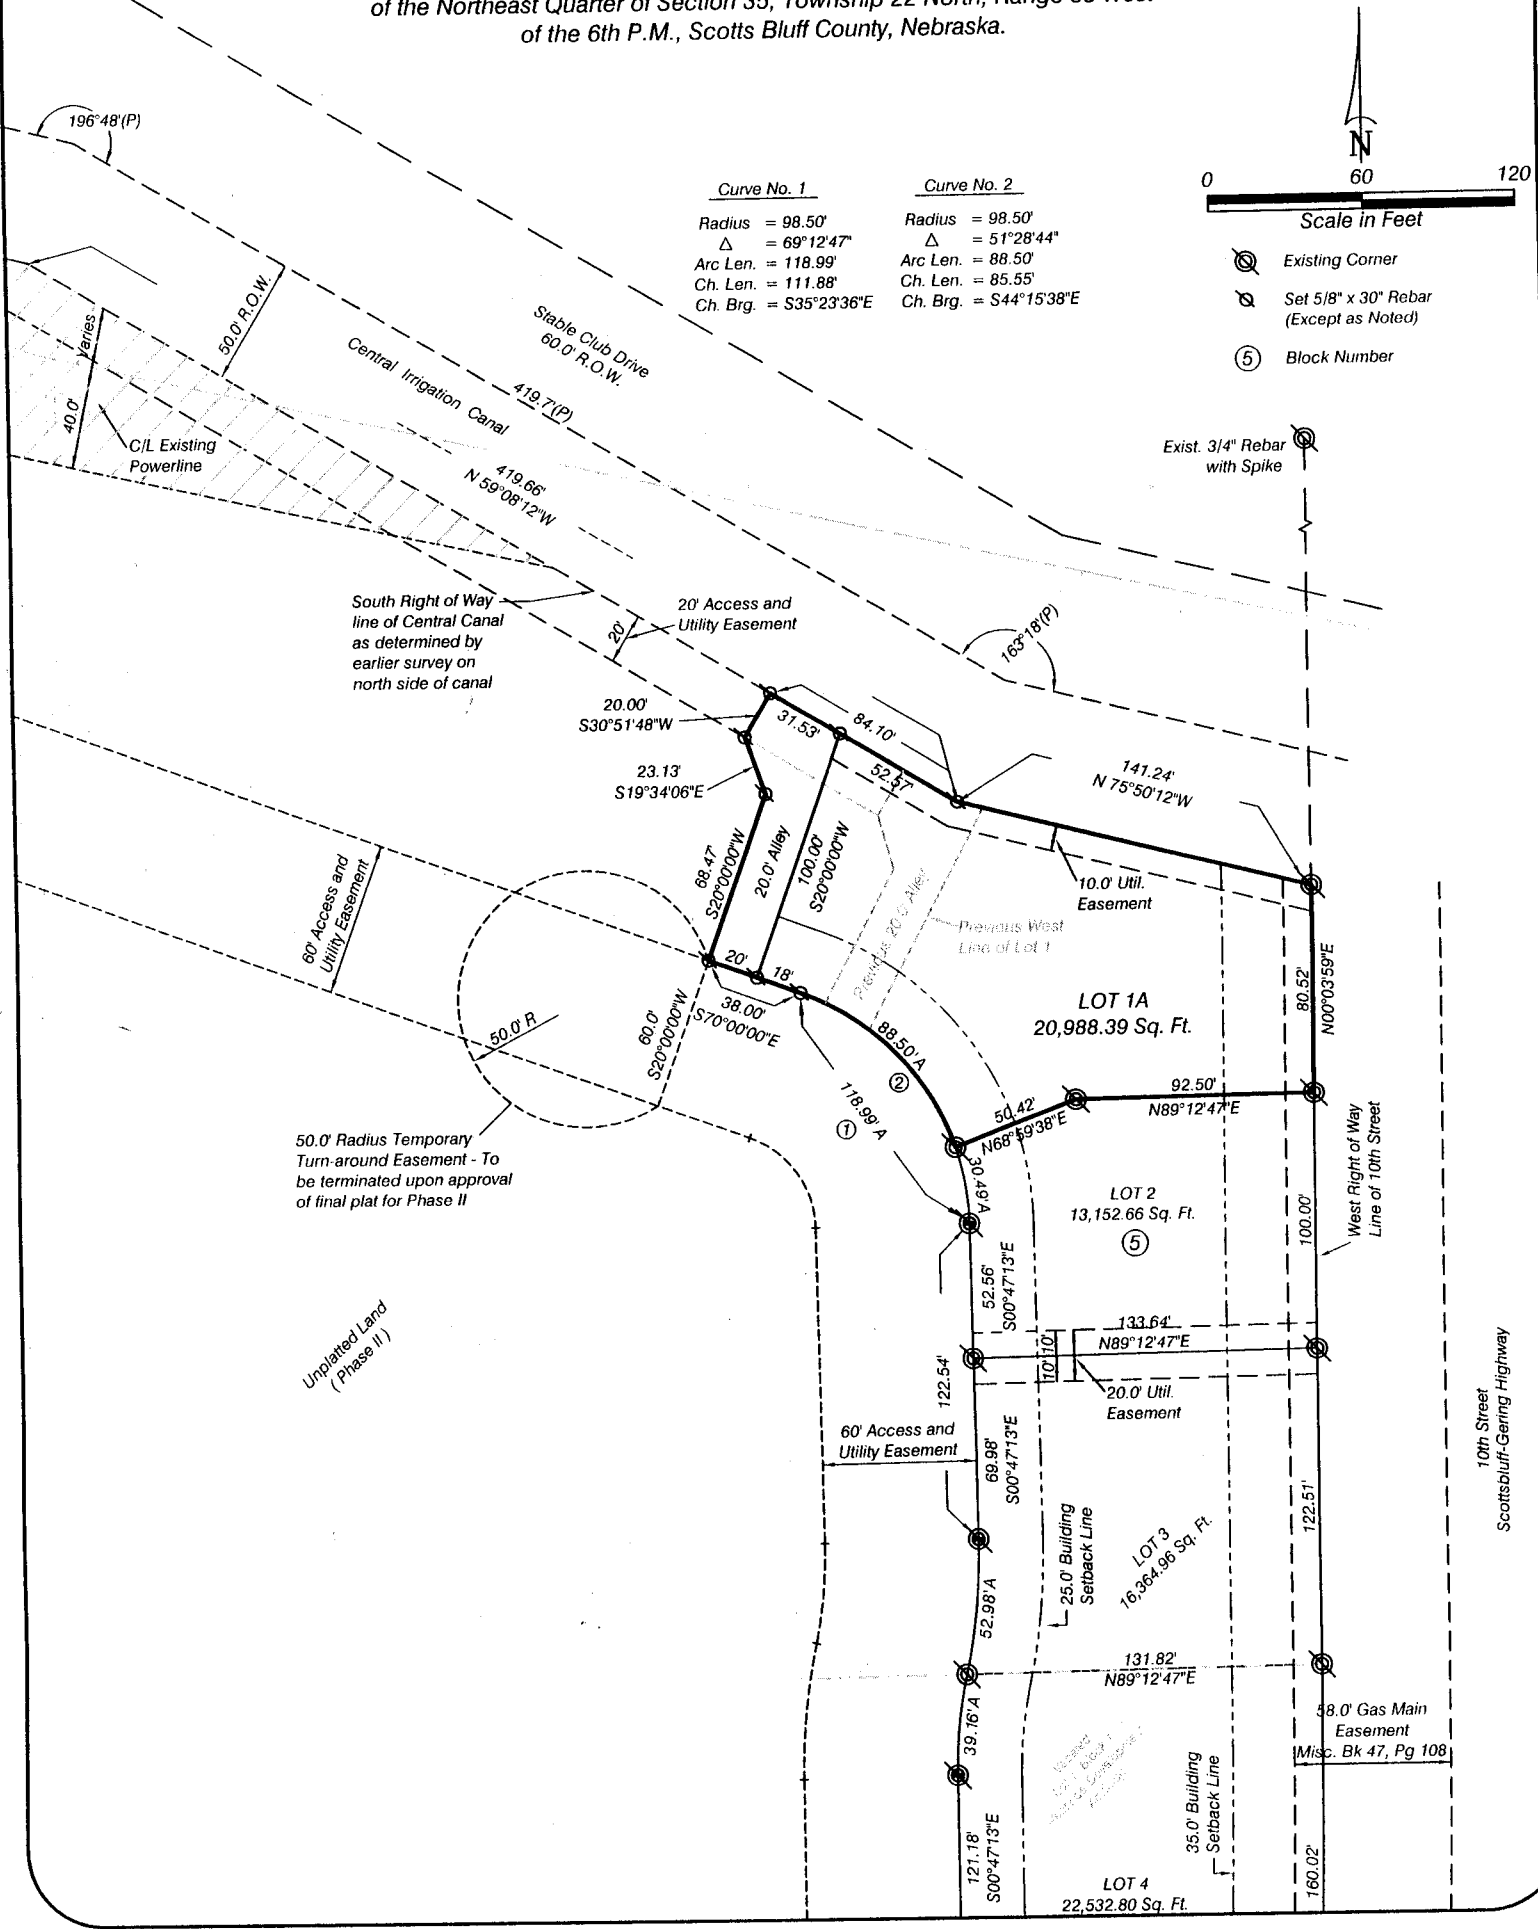 of the 6th P.M., Scotts Bluff County, Nebraska.
196°48'(P)
N
0 60 120
Scale in Feet
Existing Corner
Set 5/8" x 30" Rebar
(Except as Noted)
5 Block Number
Curve No. 1
Radius = 98.50'
Δ = 69°12'47"
Arc Len. = 118.99'
Ch. Len. = 111.88'
Ch. Brg. = S35°23'36"E
Curve No. 2
Radius = 98.50'
Δ = 51°28'44"
Arc Len. = 88.50'
Ch. Len. = 85.55'
Ch. Brg. = S44°15'38"E
50.0' R.O.W.
Varies
40.0'
C/L Existing
Powerline
Central Irrigation Canal
Stable Club Drive
60.0' R.O.W.
419.7'(P)
419.66'
N 59°08'12"W
Exist. 3/4" Rebar
with Spike
South Right of Way
line of Central Canal
as determined by
earlier survey on
north side of canal
20'
20' Access and
Utility Easement
163°18'(P)
20.00'
S30°51'48"W
31.53'
84.10'
52.57'
23.13'
S19°34'06"E
141.24'
N 75°50'12"W
68.47'
S20°00'00"W
20.0' Alley
100.00'
S20°00'00"W
Previous 20.0' Alley
Previous West
Line of Lot 1
10.0' Util.
Easement
60' Access and
Utility Easement
20'
18'
38.00'
S70°00'00"E
60.0'
S20°00'00"W
50.0' R
LOT 1A
20,988.39 Sq. Ft.
80.52'
N00°03'59"E
88.50' A
2
118.99' A
1
50.42'
N68°59'38"E
92.50'
N89°12'47"E
50.0' Radius Temporary
Turn-around Easement - To
be terminated upon approval
of final plat for Phase II
30.49' A
LOT 2
13,152.66 Sq. Ft.
5
100.00'
West Right of Way
Line of 10th Street
52.56'
S00°47'13"E
133.64'
N89°12'47"E
10' 10'
20.0' Util.
Easement
122.54'
Unplatted Land
( Phase II )
60' Access and
Utility Easement
69.98'
S00°47'13"E
10th Street
Scottsbluff-Gering Highway
122.51'
25.0' Building
Setback Line
LOT 3
16,364.96 Sq. Ft.
52.98' A
131.82'
N89°12'47"E
39.16' A
58.0' Gas Main
Easement
Misc. Bk 47, Pg 108
35.0' Building
Setback Line
121.18'
S00°47'13"E
160.02'
LOT 4
22,532.80 Sq. Ft.